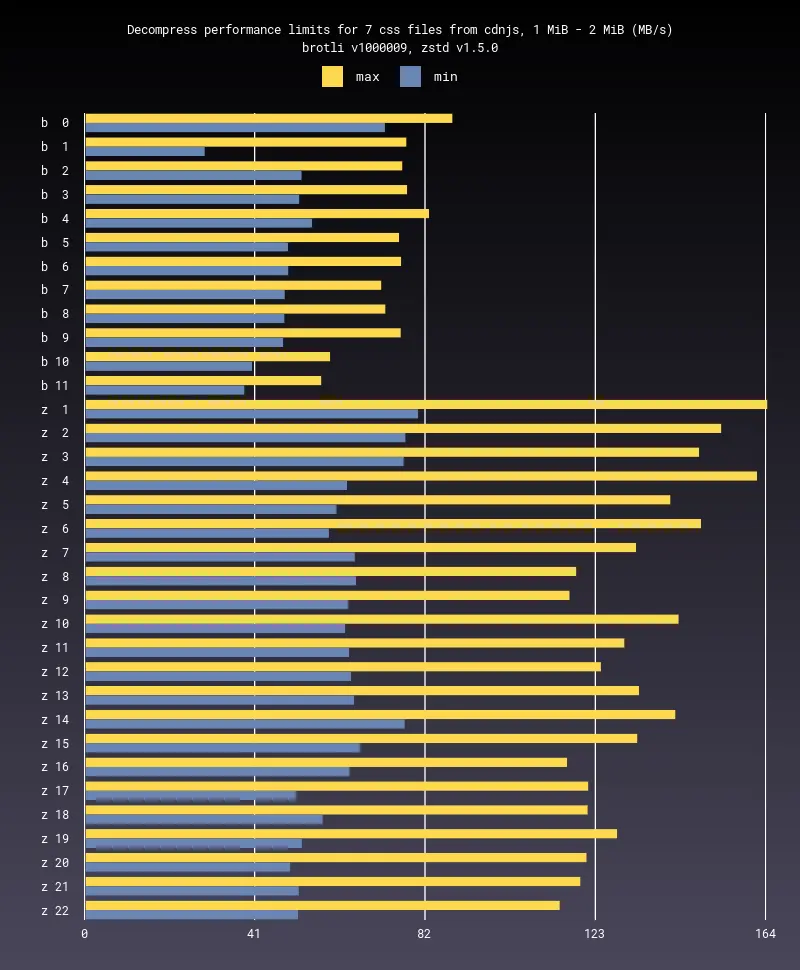 Decompress performance limits for 7 css files from cdnjs, 1 MiB - 2 MiB (MB/s)
brotli v1000009, zstd v1.5.0
max min
b 0
b 1
b 2
b 3
b 4
b 5
b 6
b 7
b 8
b 9
b 10
b 11
z 1
z 2
z 3
z 4
z 5
z 6
z 7
z 8
z 9
z 10
z 11
z 12
z 13
z 14
z 15
z 16
z 17
z 18
z 19
z 20
z 21
z 22
0 41 82 123 164